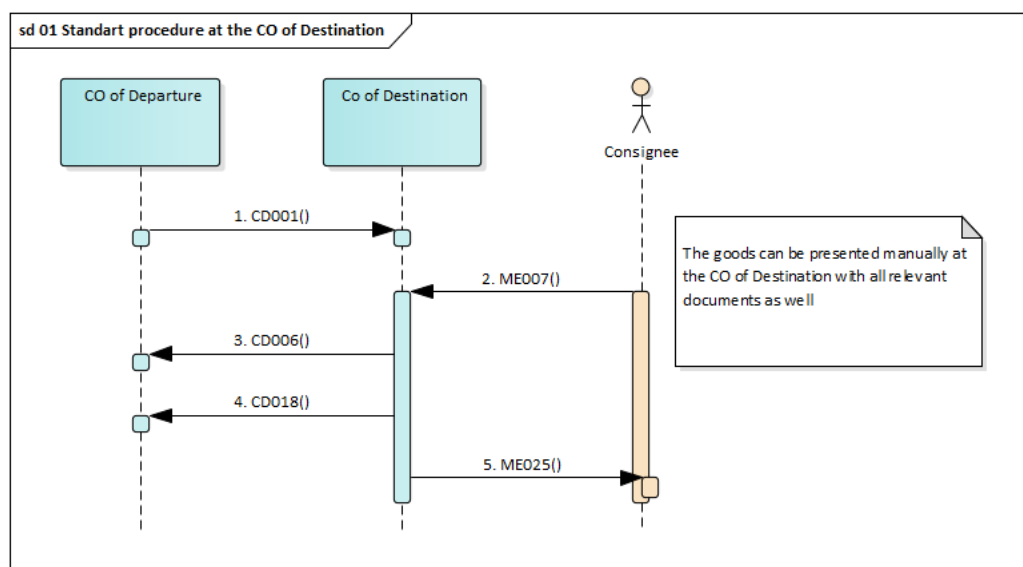 sd 01 Standart procedure at the CO of Destination
CO of Departure
Co of Destination
Consignee
1. CD001()
The goods can be presented manually at
the CO of Destination with all relevant
documents as well
2. ME007()
3. CD006()
4. CD018()
5. ME025()